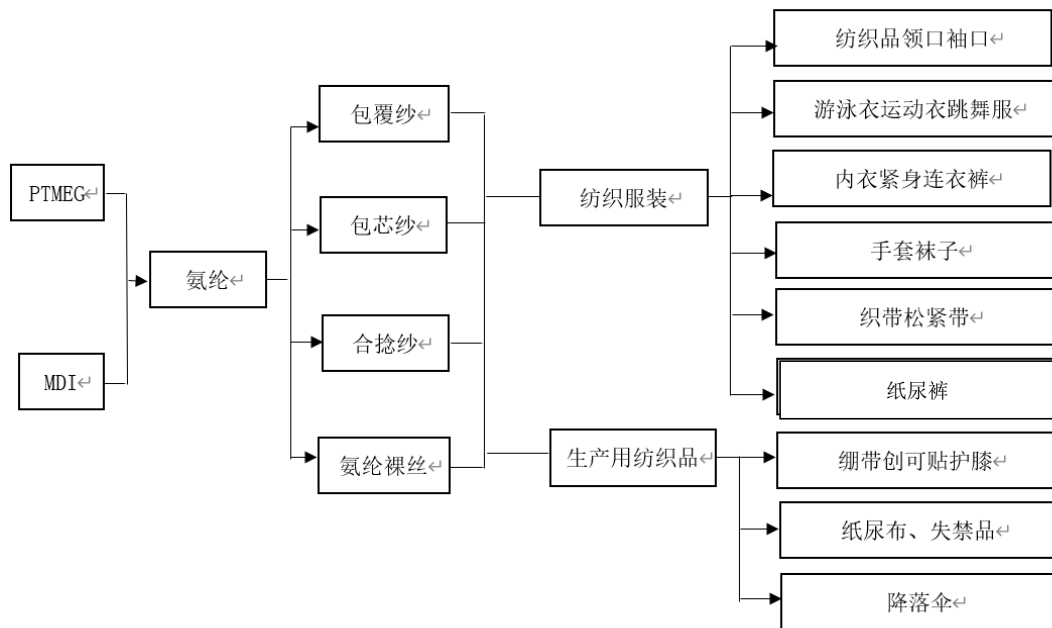 PTMEG
MDI
氨纶
包覆纱
包芯纱
合捻纱
氨纶裸丝
纺织服装
生产用纺织品
纺织品领口袖口
游泳衣运动衣跳舞服
内衣紧身连衣裤
手套袜子
织带松紧带
纸尿裤
绷带创可贴护膝
纸尿布、失禁品
降落伞